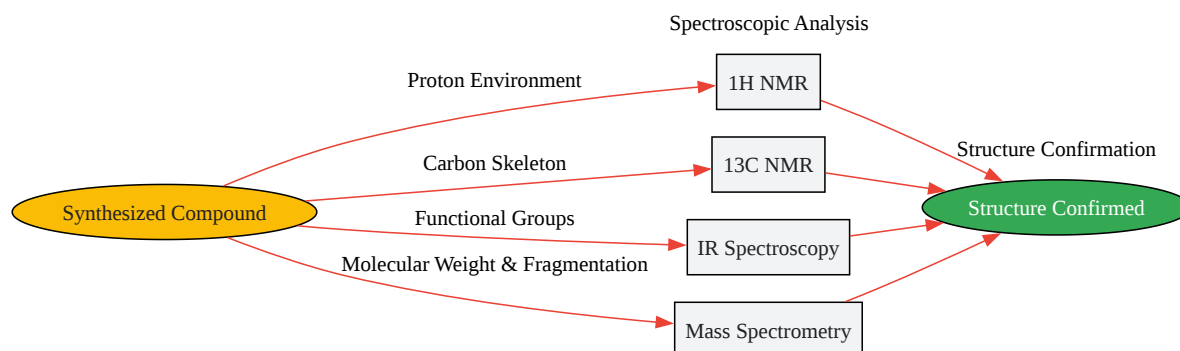 Spectroscopic Analysis
Proton Environment
1H NMR
Carbon Skeleton
13C NMR
Structure Confirmation
Synthesized Compound
Functional Groups
IR Spectroscopy
Structure Confirmed
Molecular Weight & Fragmentation
Mass Spectrometry